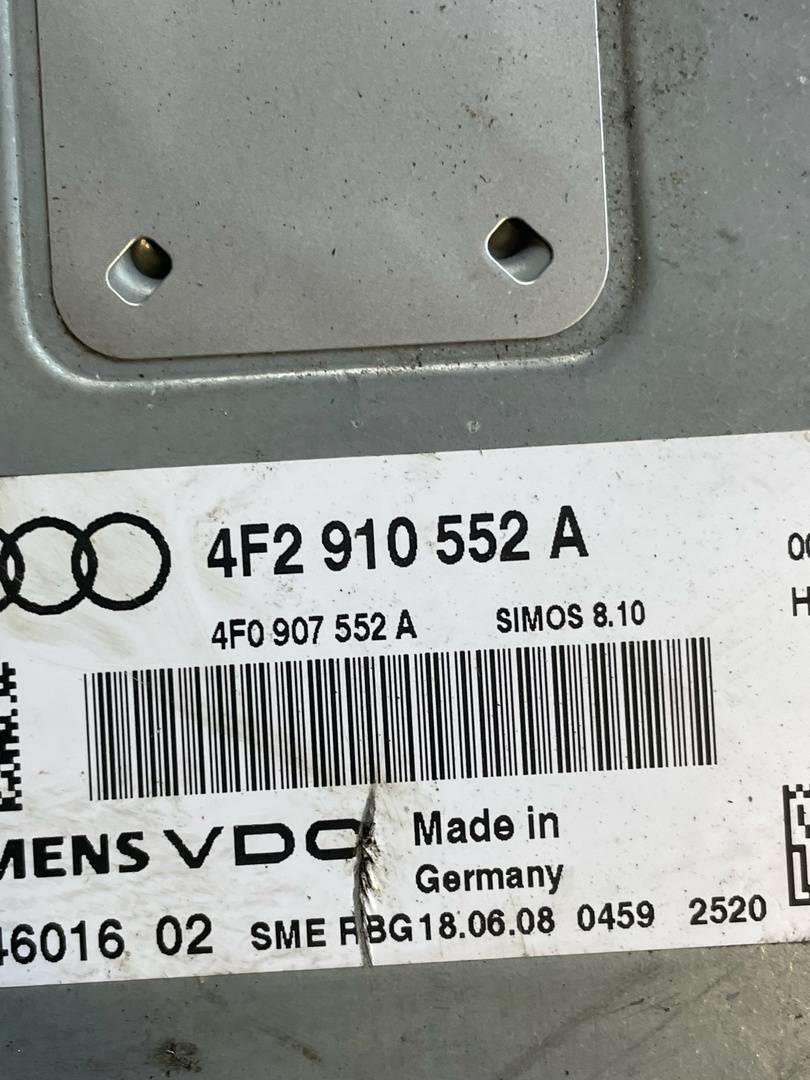 4F2 910 552 A
4F0 907 552 A SIMOS 8.10
VDO
Made in
Germany
46016 02 SME RBG 18.06.08 0459 2520